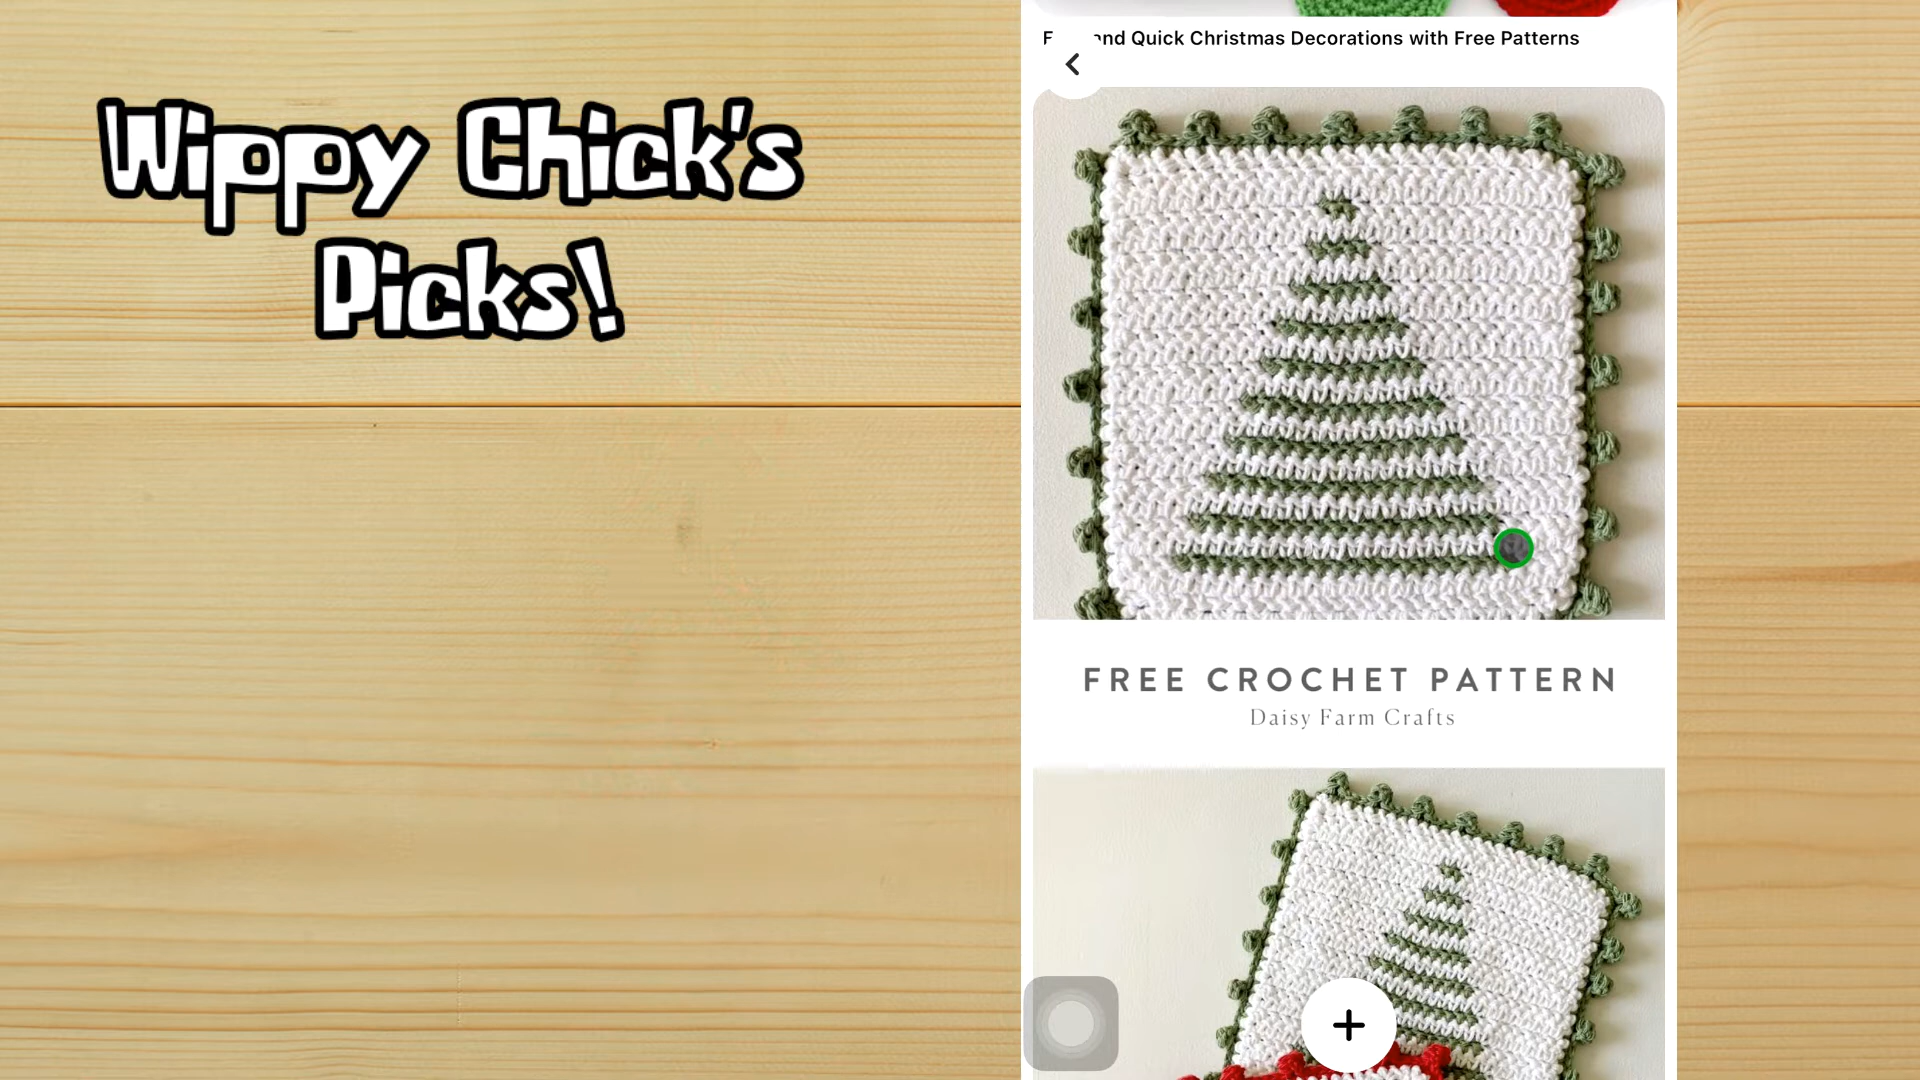 Wippy Chick's
Picks!
and Quick Christmas Decorations with Free Patterns
FREE CROCHET PATTERN
Daisy Farm Crafts